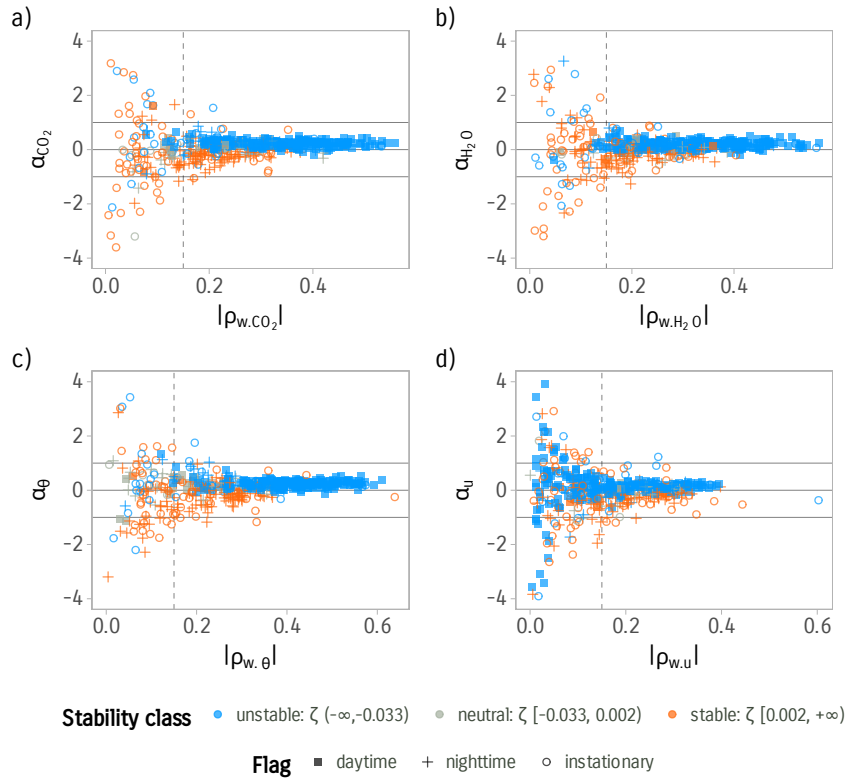 a)
4
2
0
-2
-4
α_CO₂
0.0 0.2 0.4
|ρ_w.CO₂|
b)
4
2
0
-2
-4
α_H₂O
0.0 0.2 0.4
|ρ_w.H₂O|
c)
4
2
0
-2
-4
α_θ
0.0 0.2 0.4 0.6
|ρ_w.θ|
d)
4
2
0
-2
-4
α_u
0.0 0.2 0.4 0.6
|ρ_w.u|
Stability class unstable: ζ (-∞,-0.033) neutral: ζ [-0.033, 0.002) stable: ζ [0.002, +∞)
Flag daytime nighttime instationary